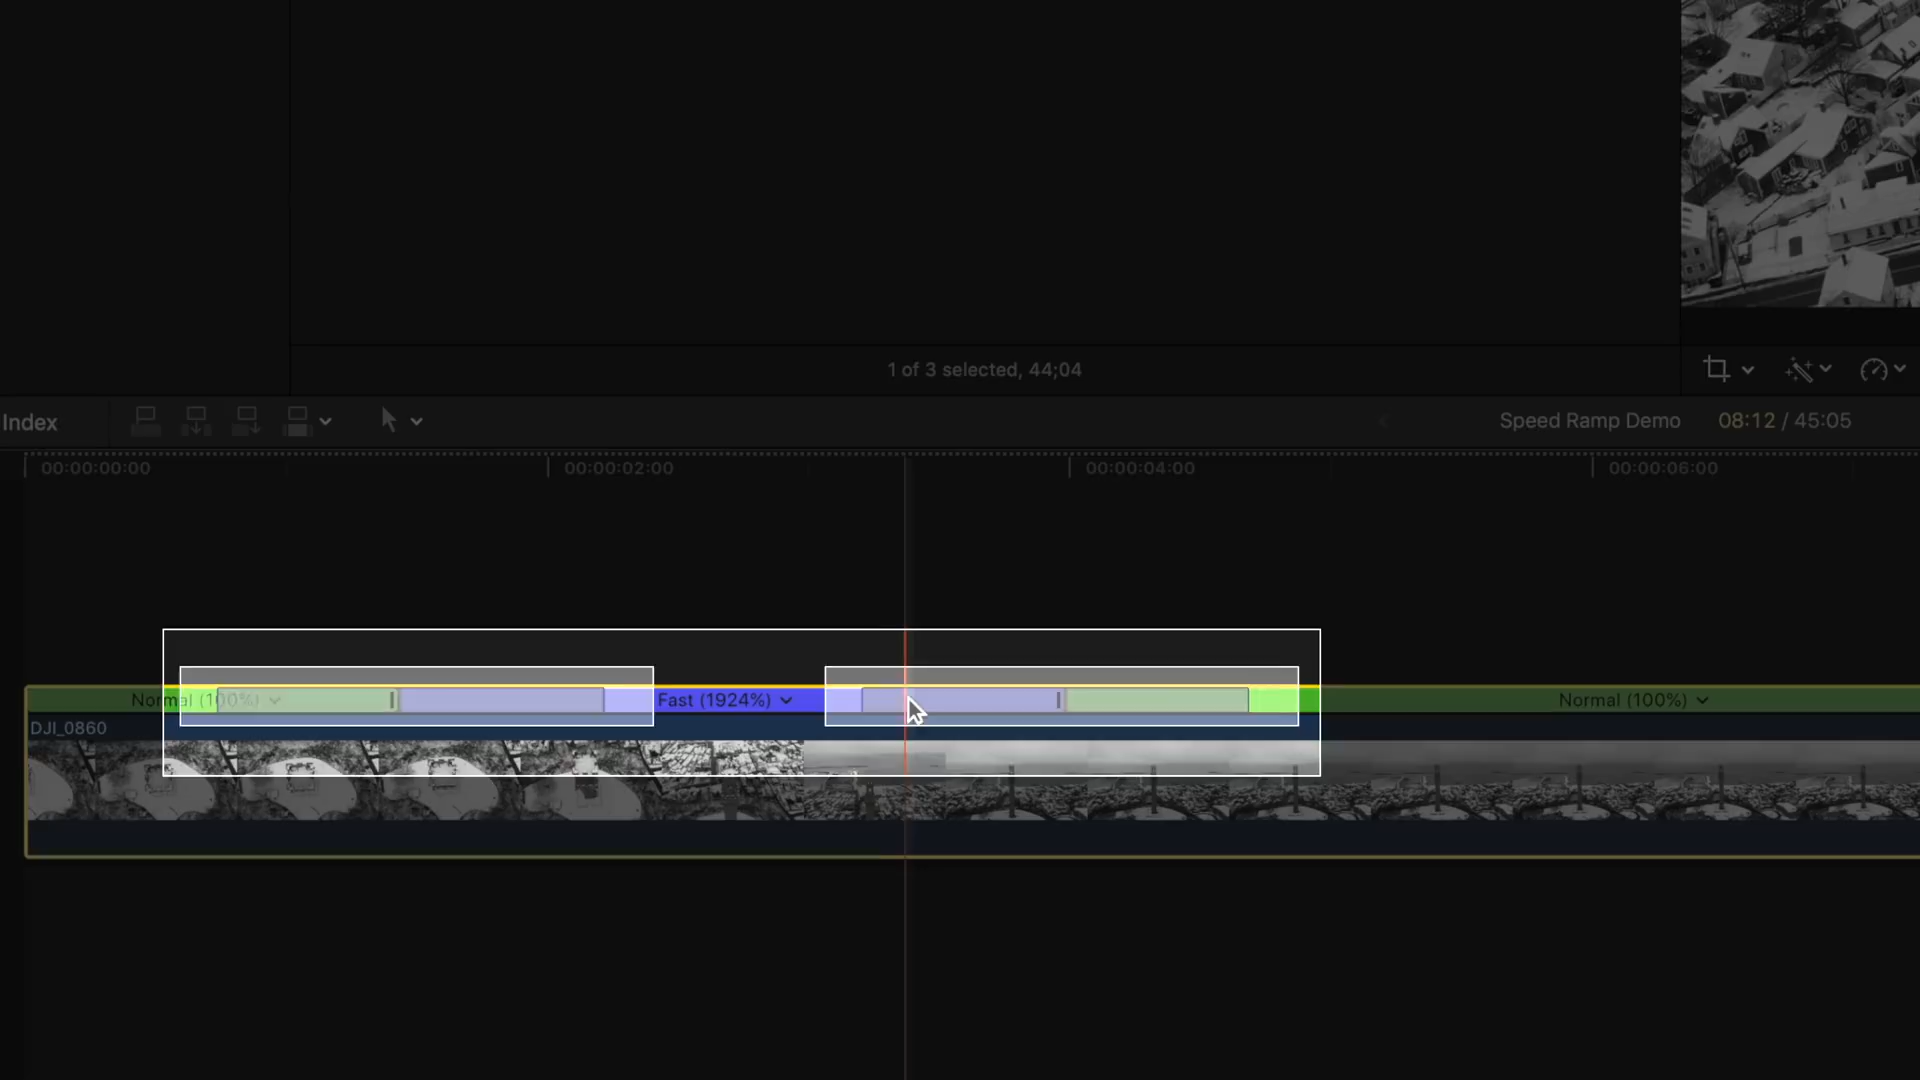 1 of 3 selected, 44;04
Index
Speed Ramp Demo
08:12 / 45:05
00:00:00:00
00:00:02:00
00:00:04:00
00:00:06:00
Normal (100%)
Fast (1924%)
Normal (100%)
DJI_0860